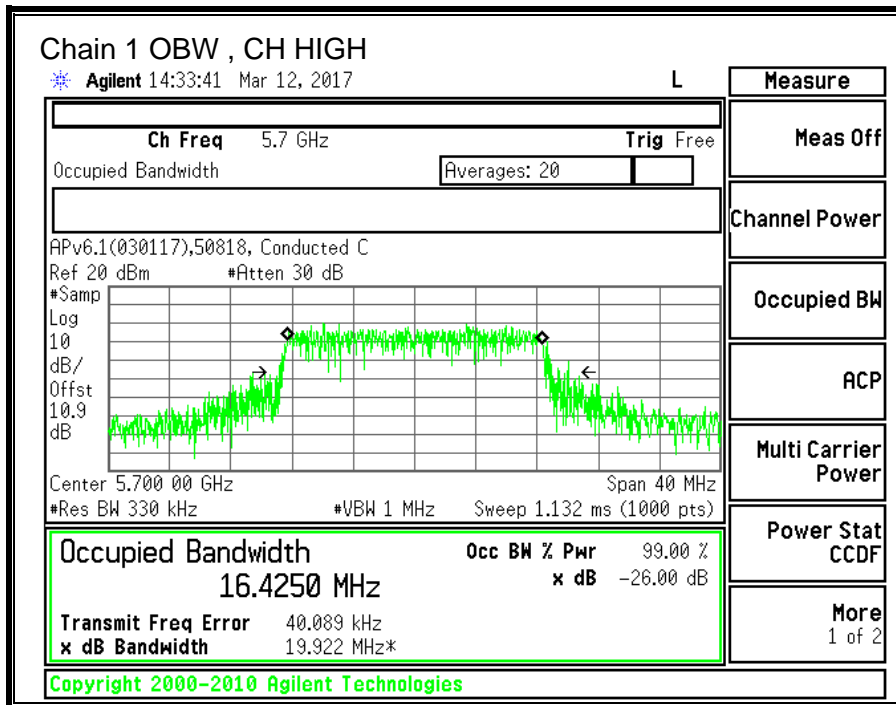 Chain 1 OBW , CH HIGH
Agilent 14:33:41 Mar 12, 2017 L
Measure
Ch Freq 5.7 GHz Trig Free
Meas Off
Occupied Bandwidth Averages: 20
Channel Power
APv6.1(030117),50818, Conducted C
Ref 20 dBm #Atten 30 dB
#Samp
Log
10
dB/
Offst
10.9
dB
Occupied BW
ACP
Multi Carrier
Power
Center 5.700 00 GHz Span 40 MHz
#Res BW 330 kHz #VBW 1 MHz Sweep 1.132 ms (1000 pts)
Power Stat
CCDF
Occupied Bandwidth Occ BW % Pwr 99.00 %
16.4250 MHz x dB -26.00 dB
Transmit Freq Error 40.089 kHz
x dB Bandwidth 19.922 MHz*
More
1 of 2
Copyright 2000-2010 Agilent Technologies